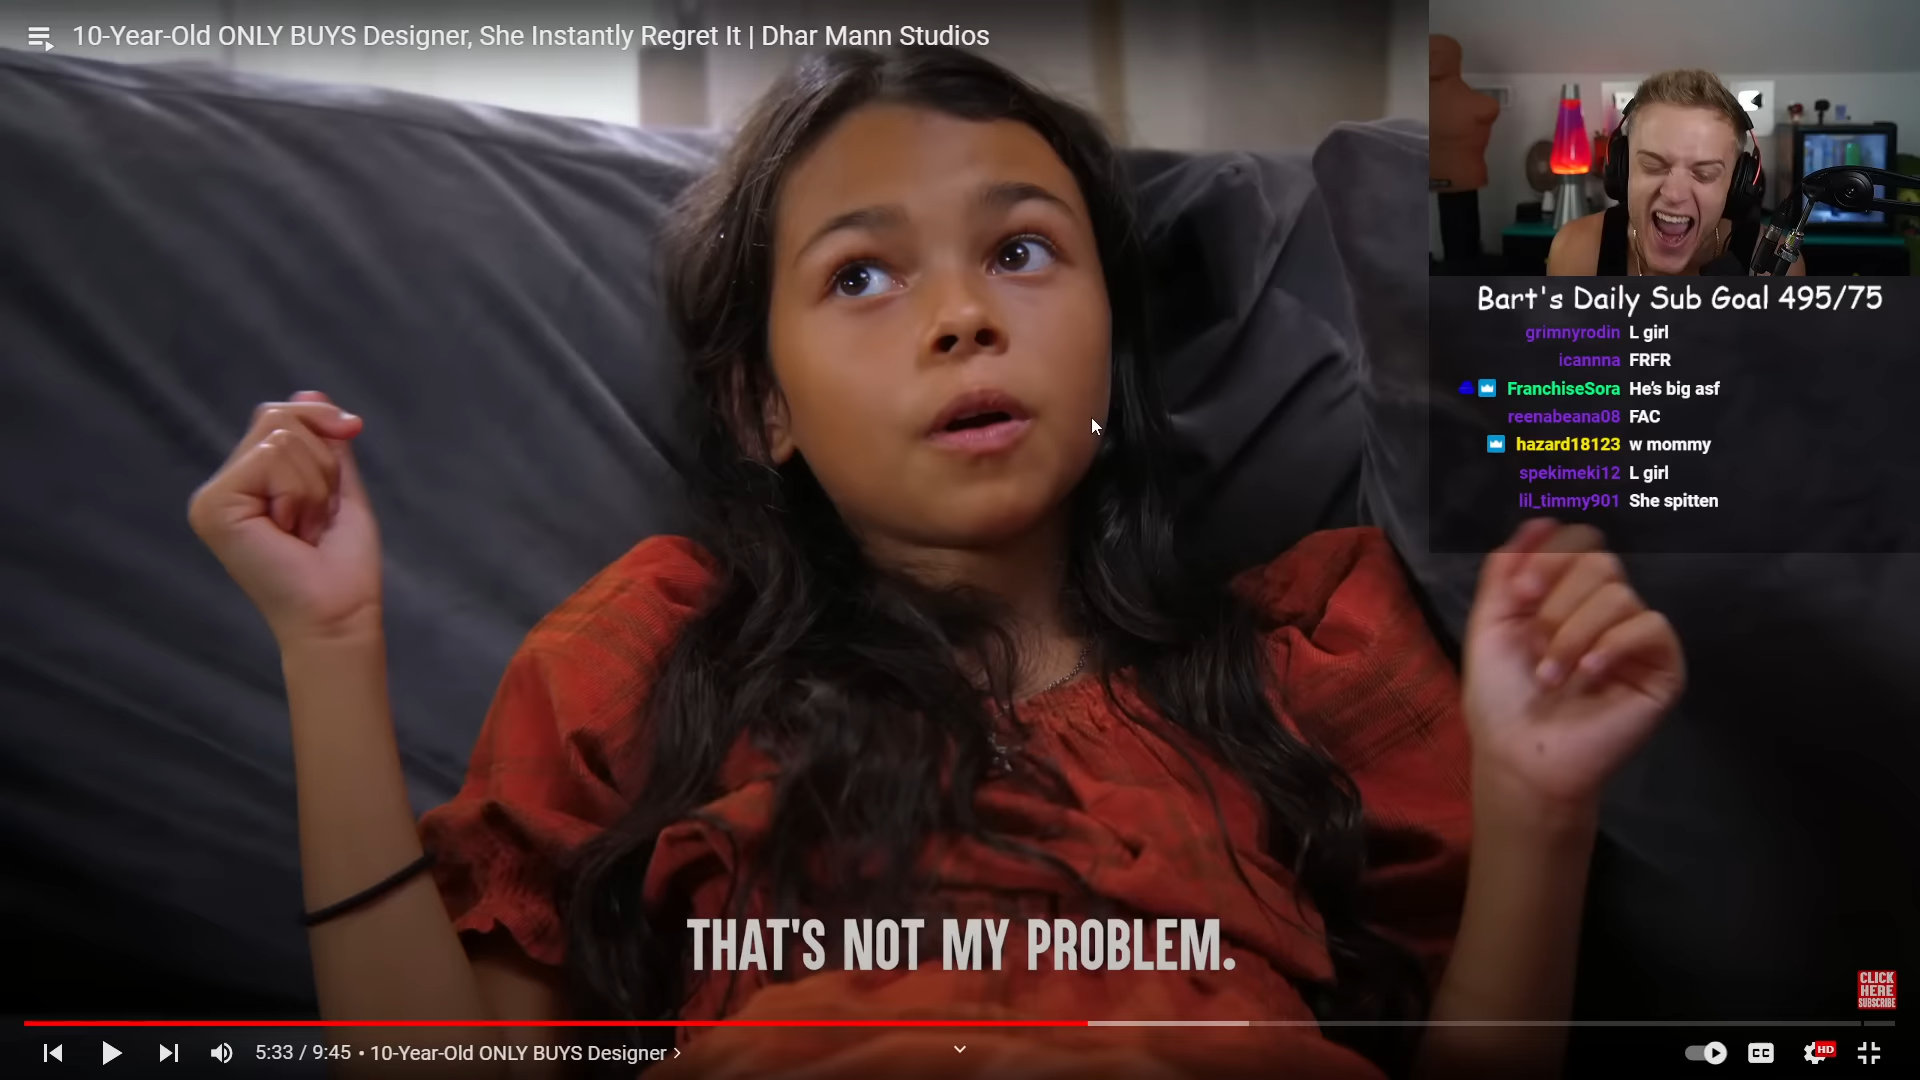 10-Year-Old ONLY BUYS Designer, She Instantly Regret It | Dhar Mann Studios
Bart's Daily Sub Goal 495/75
grimnyrodin L girl
icannna FRFR
FranchiseSora He's big asf
reenabeana08 FAC
hazard18123 w mommy
spekimeki12 L girl
lil_timmy901 She spitten
THAT'S NOT MY PROBLEM.
CLICK
HERE
SUBSCRIBE
5:33 / 9:45 • 10-Year-Old ONLY BUYS Designer
CC
HD